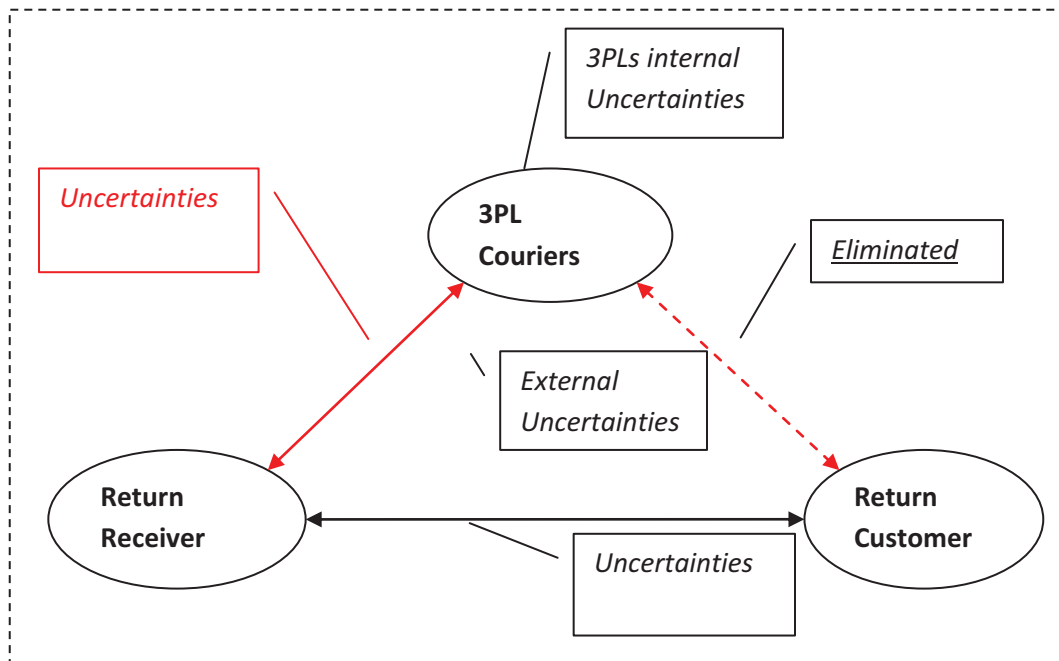 3PLs internal
Uncertainties
Uncertainties
3PL
Couriers
Eliminated
External
Uncertainties
Return
Receiver
Return
Customer
Uncertainties